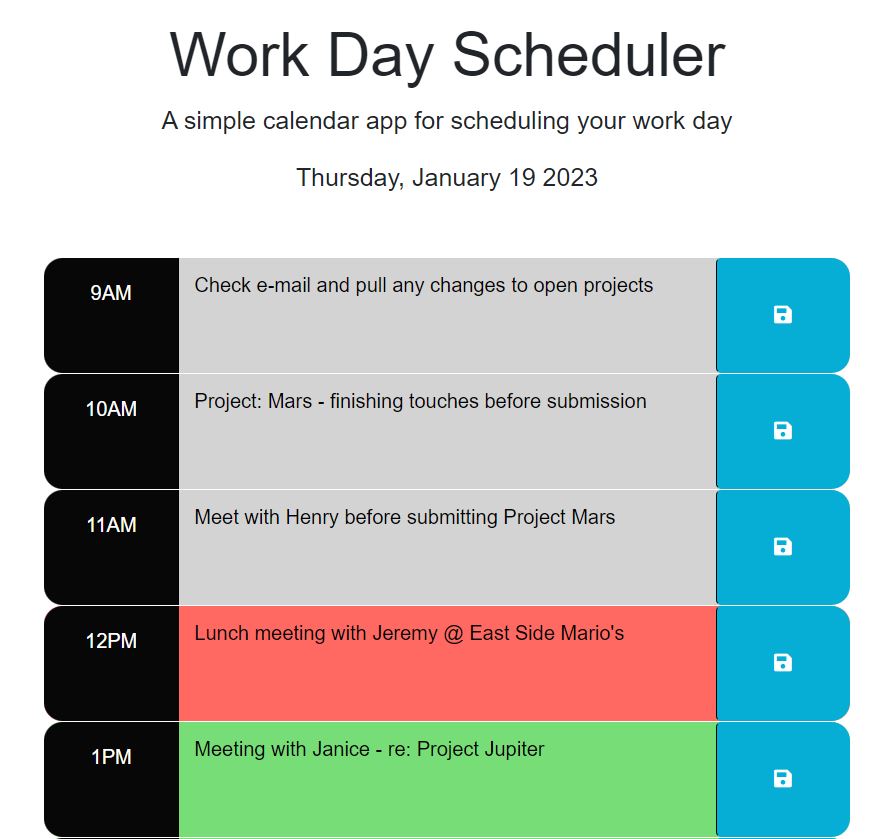 Work Day Scheduler
A simple calendar app for scheduling your work day
Thursday, January 19 2023
9AM
Check e-mail and pull any changes to open projects
10AM
Project: Mars - finishing touches before submission
11AM
Meet with Henry before submitting Project Mars
12PM
Lunch meeting with Jeremy @ East Side Mario's
1PM
Meeting with Janice - re: Project Jupiter